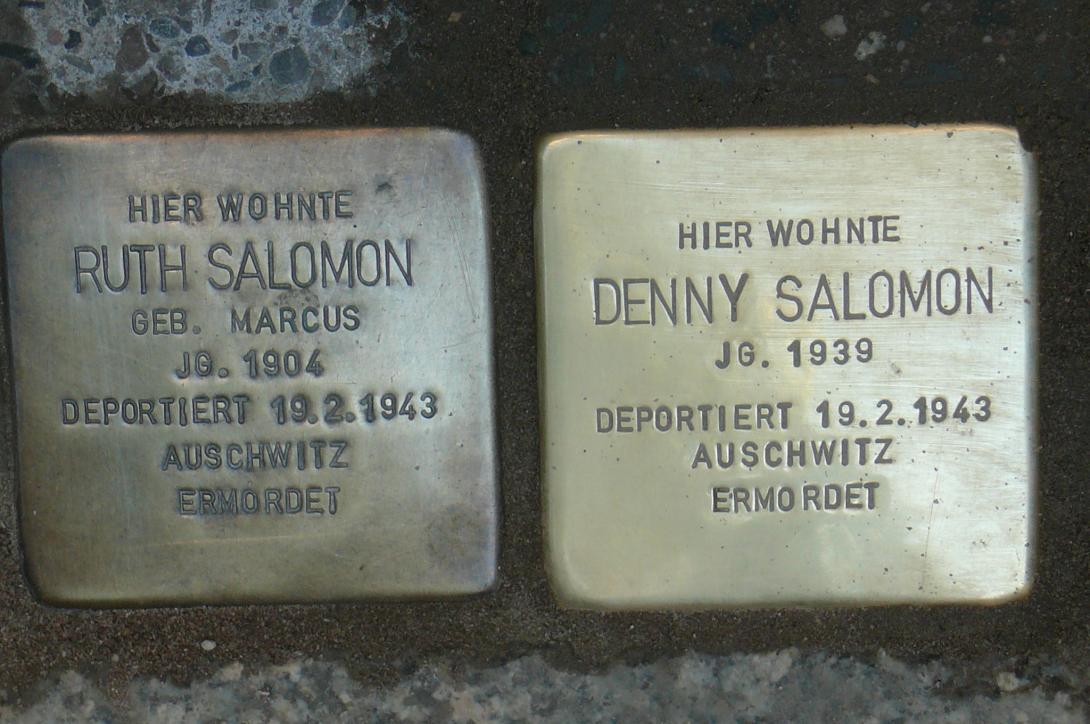 HIER WOHNTE
RUTH SALOMON
GEB. MARCUS
JG. 1904
DEPORTIERT 19.2.1943
AUSCHWITZ
ERMORDET
HIER WOHNTE
DENNY SALOMON
JG. 1939
DEPORTIERT 19.2.1943
AUSCHWITZ
ERMORDET